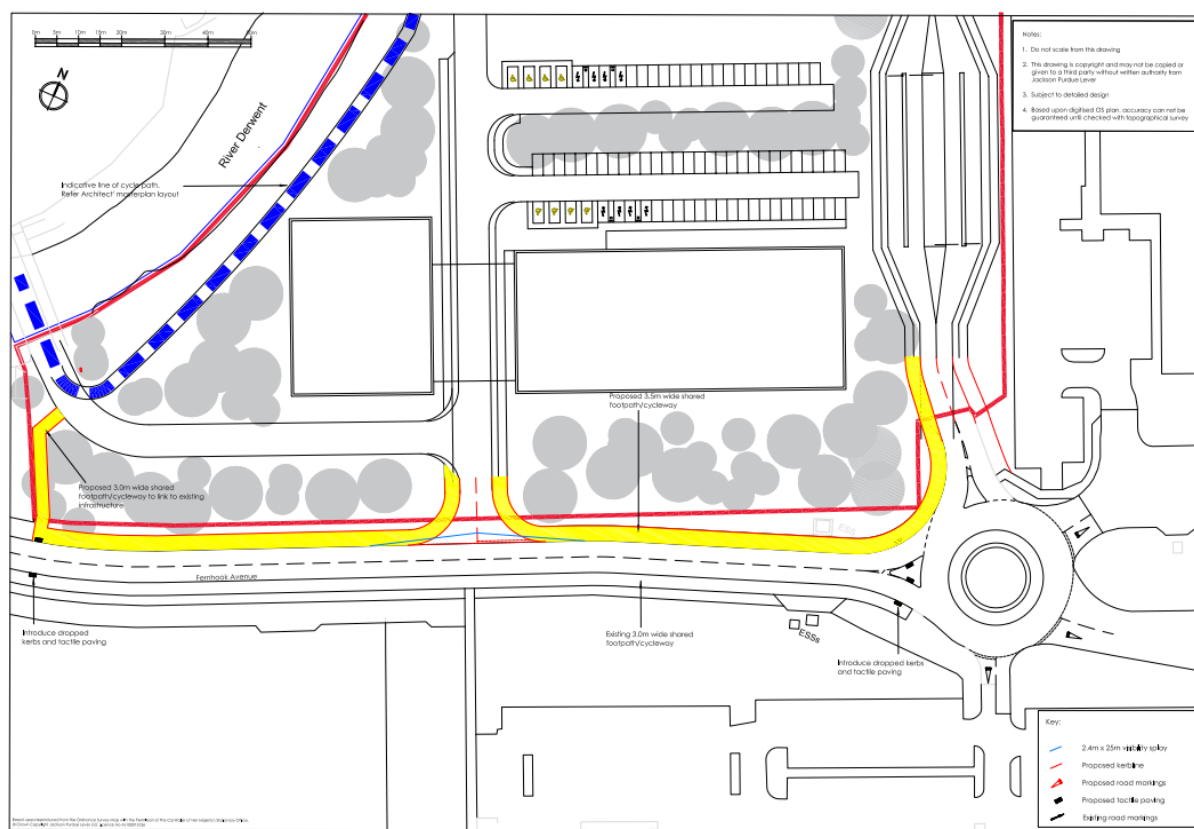 0m 5m 10m 15m 20m 30m 40m 50m
N
River Derwent
Indicative line of cycle path.
Refer Architect' masterplan layout
Notes:
1. Do not scale from this drawing
2. This drawing is copyright and may not be copied or
given to a third party without written authority from
Jackson Purdue Lever
3. Subject to detailed design
4. Based upon digitised OS plan, accuracy can not be
guaranteed until checked with topographical survey
Proposed 3.5m wide shared
footpath/cycleway
Proposed 3.0m wide shared
footpath/cycleway to link to existing
infrastructure
ESS
Fernhook Avenue
Introduce dropped
kerbs and tactile paving
Existing 3.0m wide shared
footpath/cycleway
ESSs
Introduce dropped kerbs
and tactile paving
Key:
2.4m x 25m visibility splay
Proposed kerbline
Proposed road markings
Proposed tactile paving
Existing road markings